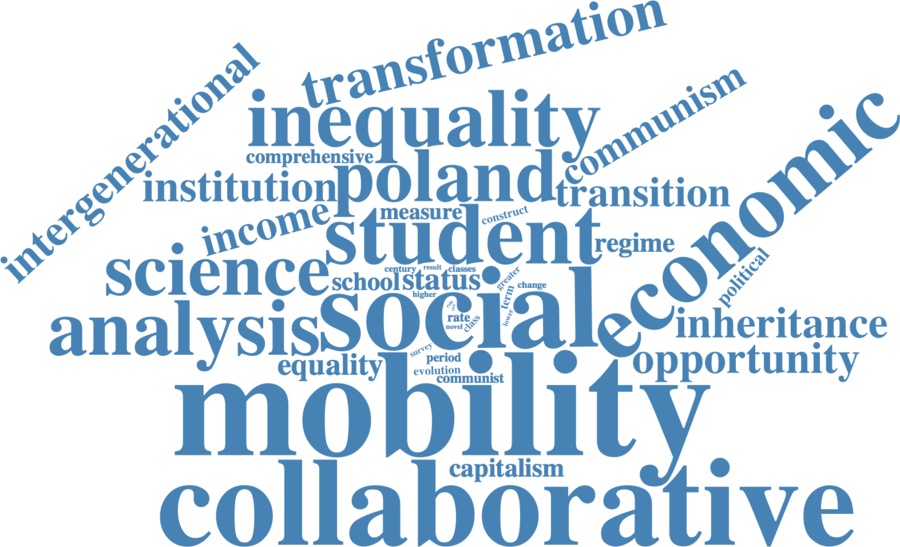 transformation
intergenerational
inequality
communism
economic
comprehensive
institution
poland
transition
income
measure
construct
student
regime
science
century
result
classes
greater
school
status
higher
term
change
political
social
rate
novel
class
lower
analysis
inheritance
survey
period
opportunity
equality
evolution
communist
mobility
capitalism
collaborative